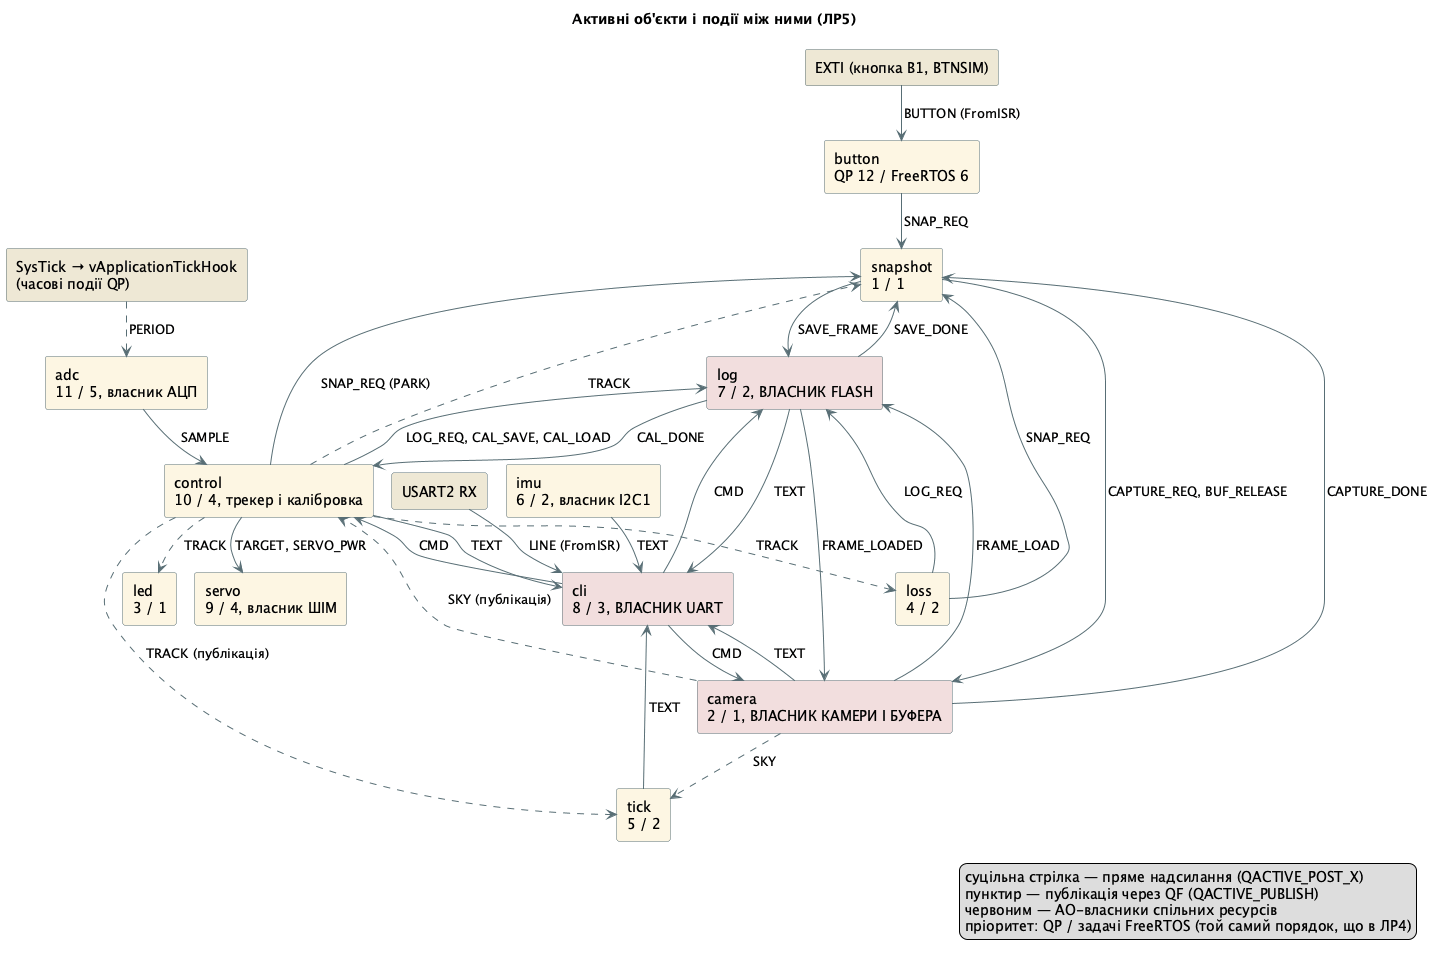 Активні об'єкти і події між ними (ЛР5)
EXTI (кнопка B1, BTNSIM)
BUTTON (FromISR)
button
QP 12 / FreeRTOS 6
SNAP_REQ
SysTick → vApplicationTickHook
(часові події QP)
snapshot
1 / 1
PERIOD
SAVE_FRAME
SAVE_DONE
adc
11 / 5, власник АЦП
log
7 / 2, ВЛАСНИК FLASH
SNAP_REQ (PARK)
TRACK
SAMPLE
LOG_REQ, CAL_SAVE, CAL_LOAD
CAL_DONE
SNAP_REQ
control
10 / 4, трекер і калібровка
USART2 RX
imu
6 / 2, власник I2C1
CMD
TEXT
LOG_REQ
CAPTURE_REQ, BUF_RELEASE
CAPTURE_DONE
TRACK
TARGET, SERVO_PWR
CMD
TEXT
LINE (FromISR)
TEXT
TRACK
FRAME_LOADED
FRAME_LOAD
led
3 / 1
servo
9 / 4, власник ШІМ
SKY (публікація)
cli
8 / 3, ВЛАСНИК UART
loss
4 / 2
TRACK (публікація)
CMD
TEXT
TEXT
camera
2 / 1, ВЛАСНИК КАМЕРИ І БУФЕРА
SKY
tick
5 / 2
суцільна стрілка — пряме надсилання (QACTIVE_POST_X)
пунктир — публікація через QF (QACTIVE_PUBLISH)
червоним — АО-власники спільних ресурсів
пріоритет: QP / задачі FreeRTOS (той самий порядок, що в ЛР4)